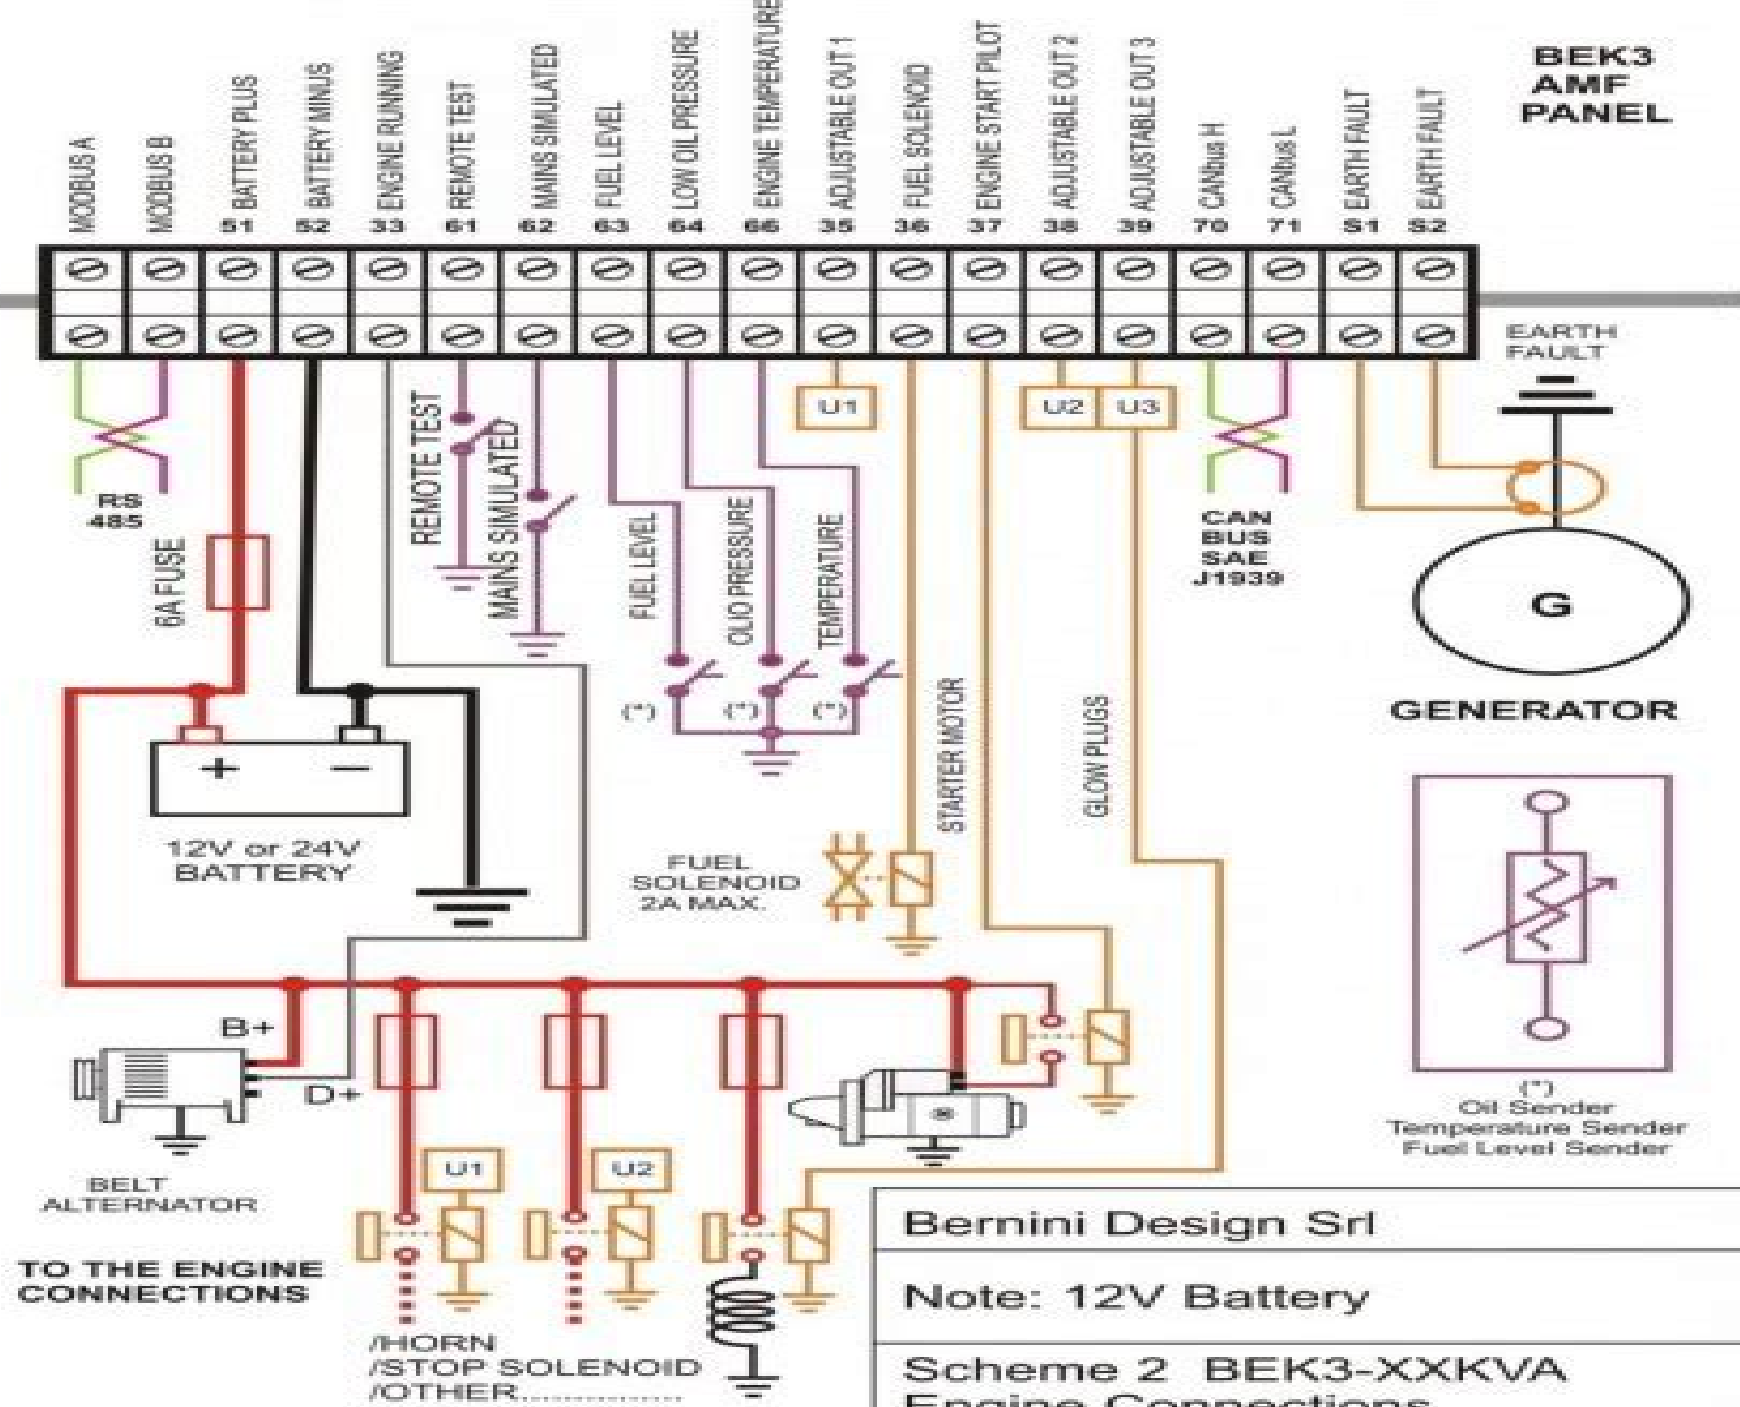 BEK3
AMF
PANEL
MODBUS A
MODBUS B
BATTERY PLUS
BATTERY MINUS
ENGINE RUNNING
REMOTE TEST
MAINS SIMULATED
FUEL LEVEL
LOW OIL PRESSURE
ENGINE TEMPERATURE
ADJUSTABLE OUT 1
FUEL SOLENOID
ENGINE START PILOT
ADJUSTABLE OUT 2
ADJUSTABLE OUT 3
CANbus H
CANbus L
EARTH FAULT
EARTH FAULT
51 52 33 61 62 63 64 66 35 36 37 38 39 70 71 S1 S2
EARTH
FAULT
U1
U2
U3
RS
485
6A FUSE
REMOTE TEST
MAINS SIMULATED
FUEL LEVEL
OLIO PRESSURE
TEMPERATURE
(*)
(*)
(*)
CAN
BUS
SAE
J1939
G
GENERATOR
+
−
12V or 24V
BATTERY
STARTER MOTOR
GLOW PLUGS
FUEL
SOLENOID
2A MAX.
B+
D+
BELT
ALTERNATOR
U1
U2
(*)
Oil Sender
Temperature Sender
Fuel Level Sender
TO THE ENGINE
CONNECTIONS
/HORN
/STOP SOLENOID
/OTHER................
Bernini Design Srl
Note: 12V Battery
Scheme 2 BEK3-XXKVA
Engine Connections